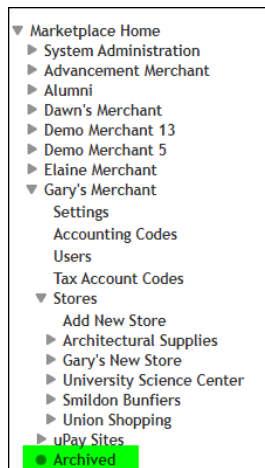 Marketplace Home
System Administration
Advancement Merchant
Alumni
Dawn's Merchant
Demo Merchant 13
Demo Merchant 5
Elaine Merchant
Gary's Merchant
Settings
Accounting Codes
Users
Tax Account Codes
Stores
Add New Store
Architectural Supplies
Gary's New Store
University Science Center
Smildon Bunfiers
Union Shopping
uPay Sites
Archived